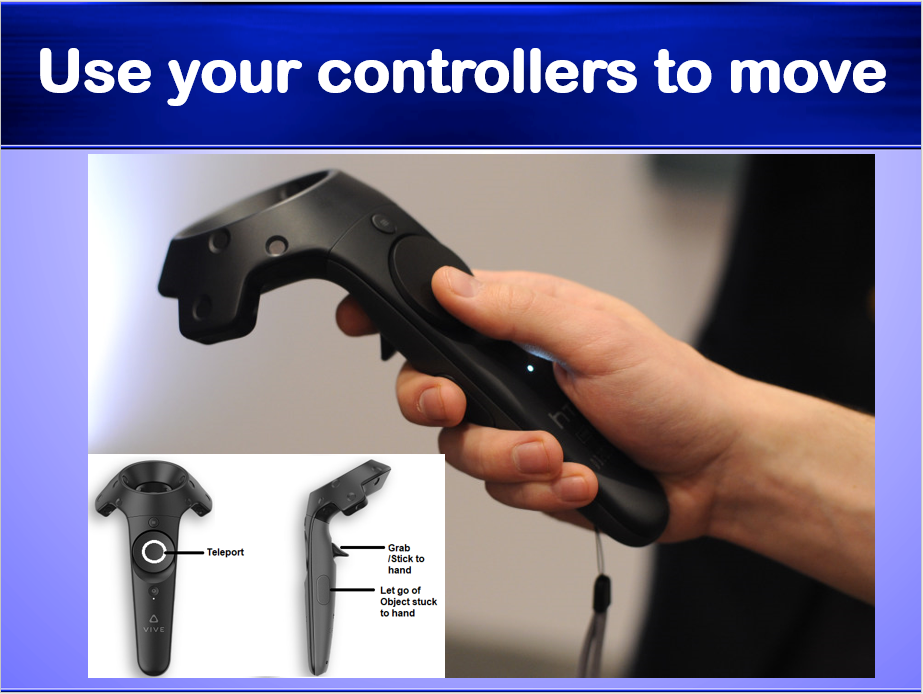 Use your controllers to move
Teleport
Grab
/Stick to
hand
Let go of
Object stuck
to hand
VIVE